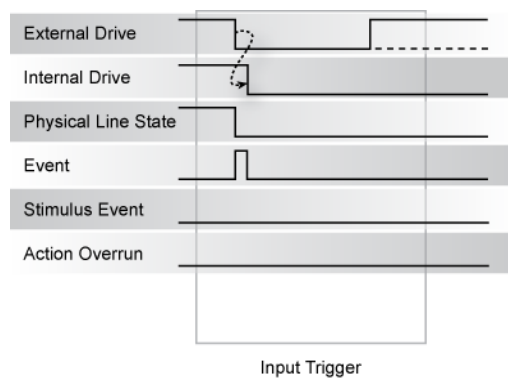 External Drive
Internal Drive
Physical Line State
Event
Stimulus Event
Action Overrun
Input Trigger